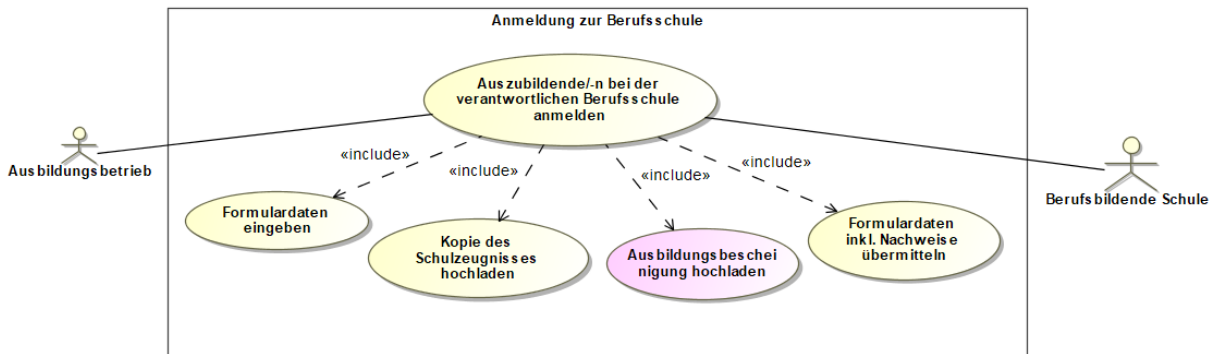 Anmeldung zur Berufsschule
Auszubildende/-n bei der
verantwortlichen Berufsschule
anmelden
Ausbildungsbetrieb
Berufsbildende Schule
«include»
«include»
«include»
«include»
Formulardaten
eingeben
Kopie des
Schulzeugnisses
hochladen
Ausbildungsbeschei
nigung hochladen
Formulardaten
inkl. Nachweise
übermitteln